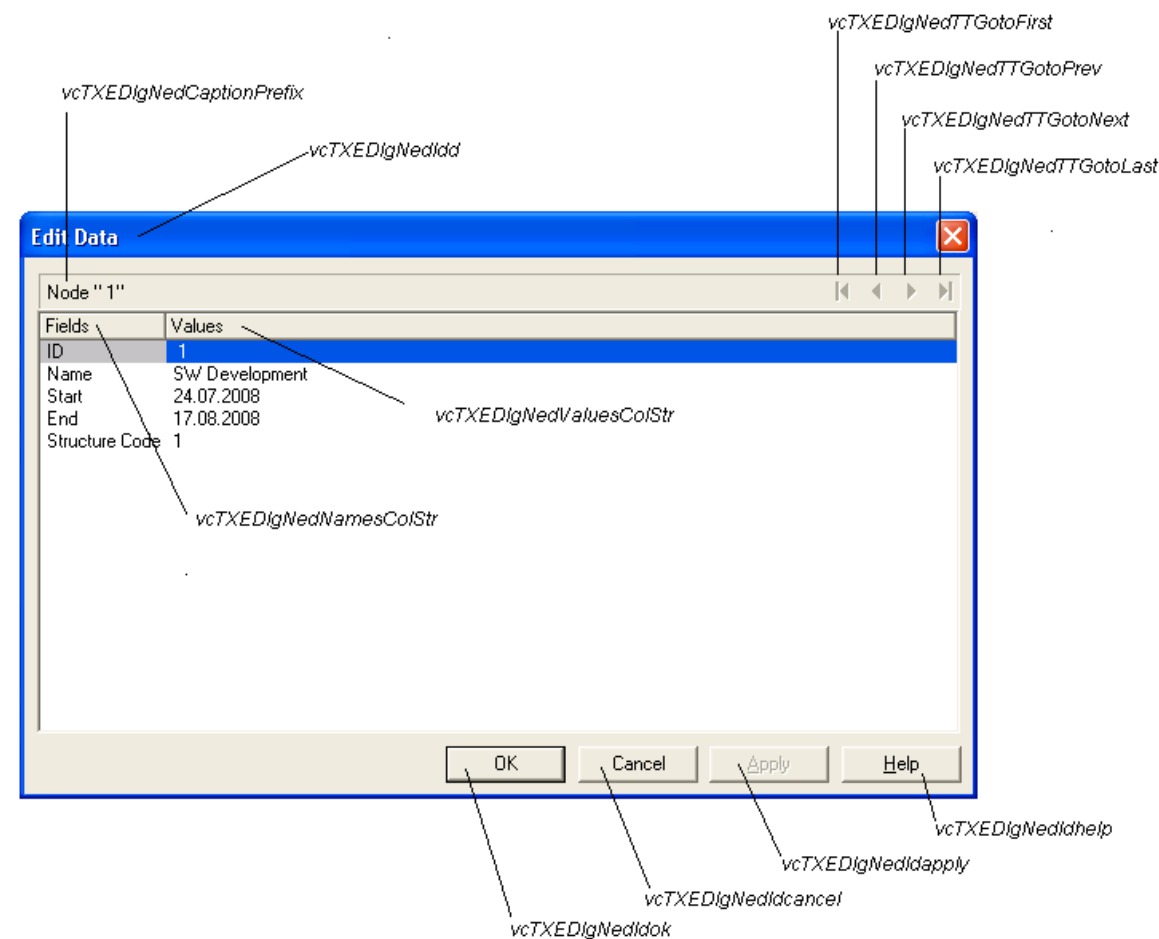 vcTXEDlgNedTTGotoFirst
vcTXEDlgNedTTGotoPrev
vcTXEDlgNedCaptionPrefix
vcTXEDlgNedTTGotoNext
vcTXEDlgNedIdd
vcTXEDlgNedTTGotoLast
Edit Data
Node " 1"
Fields Values
ID 1
Name SW Development
Start 24.07.2008
End 17.08.2008
Structure Code 1
vcTXEDlgNedValuesColStr
vcTXEDlgNedNamesColStr
OK Cancel Apply Help
vcTXEDlgNedIdhelp
vcTXEDlgNedIdapply
vcTXEDlgNedIdcancel
vcTXEDlgNedIdok